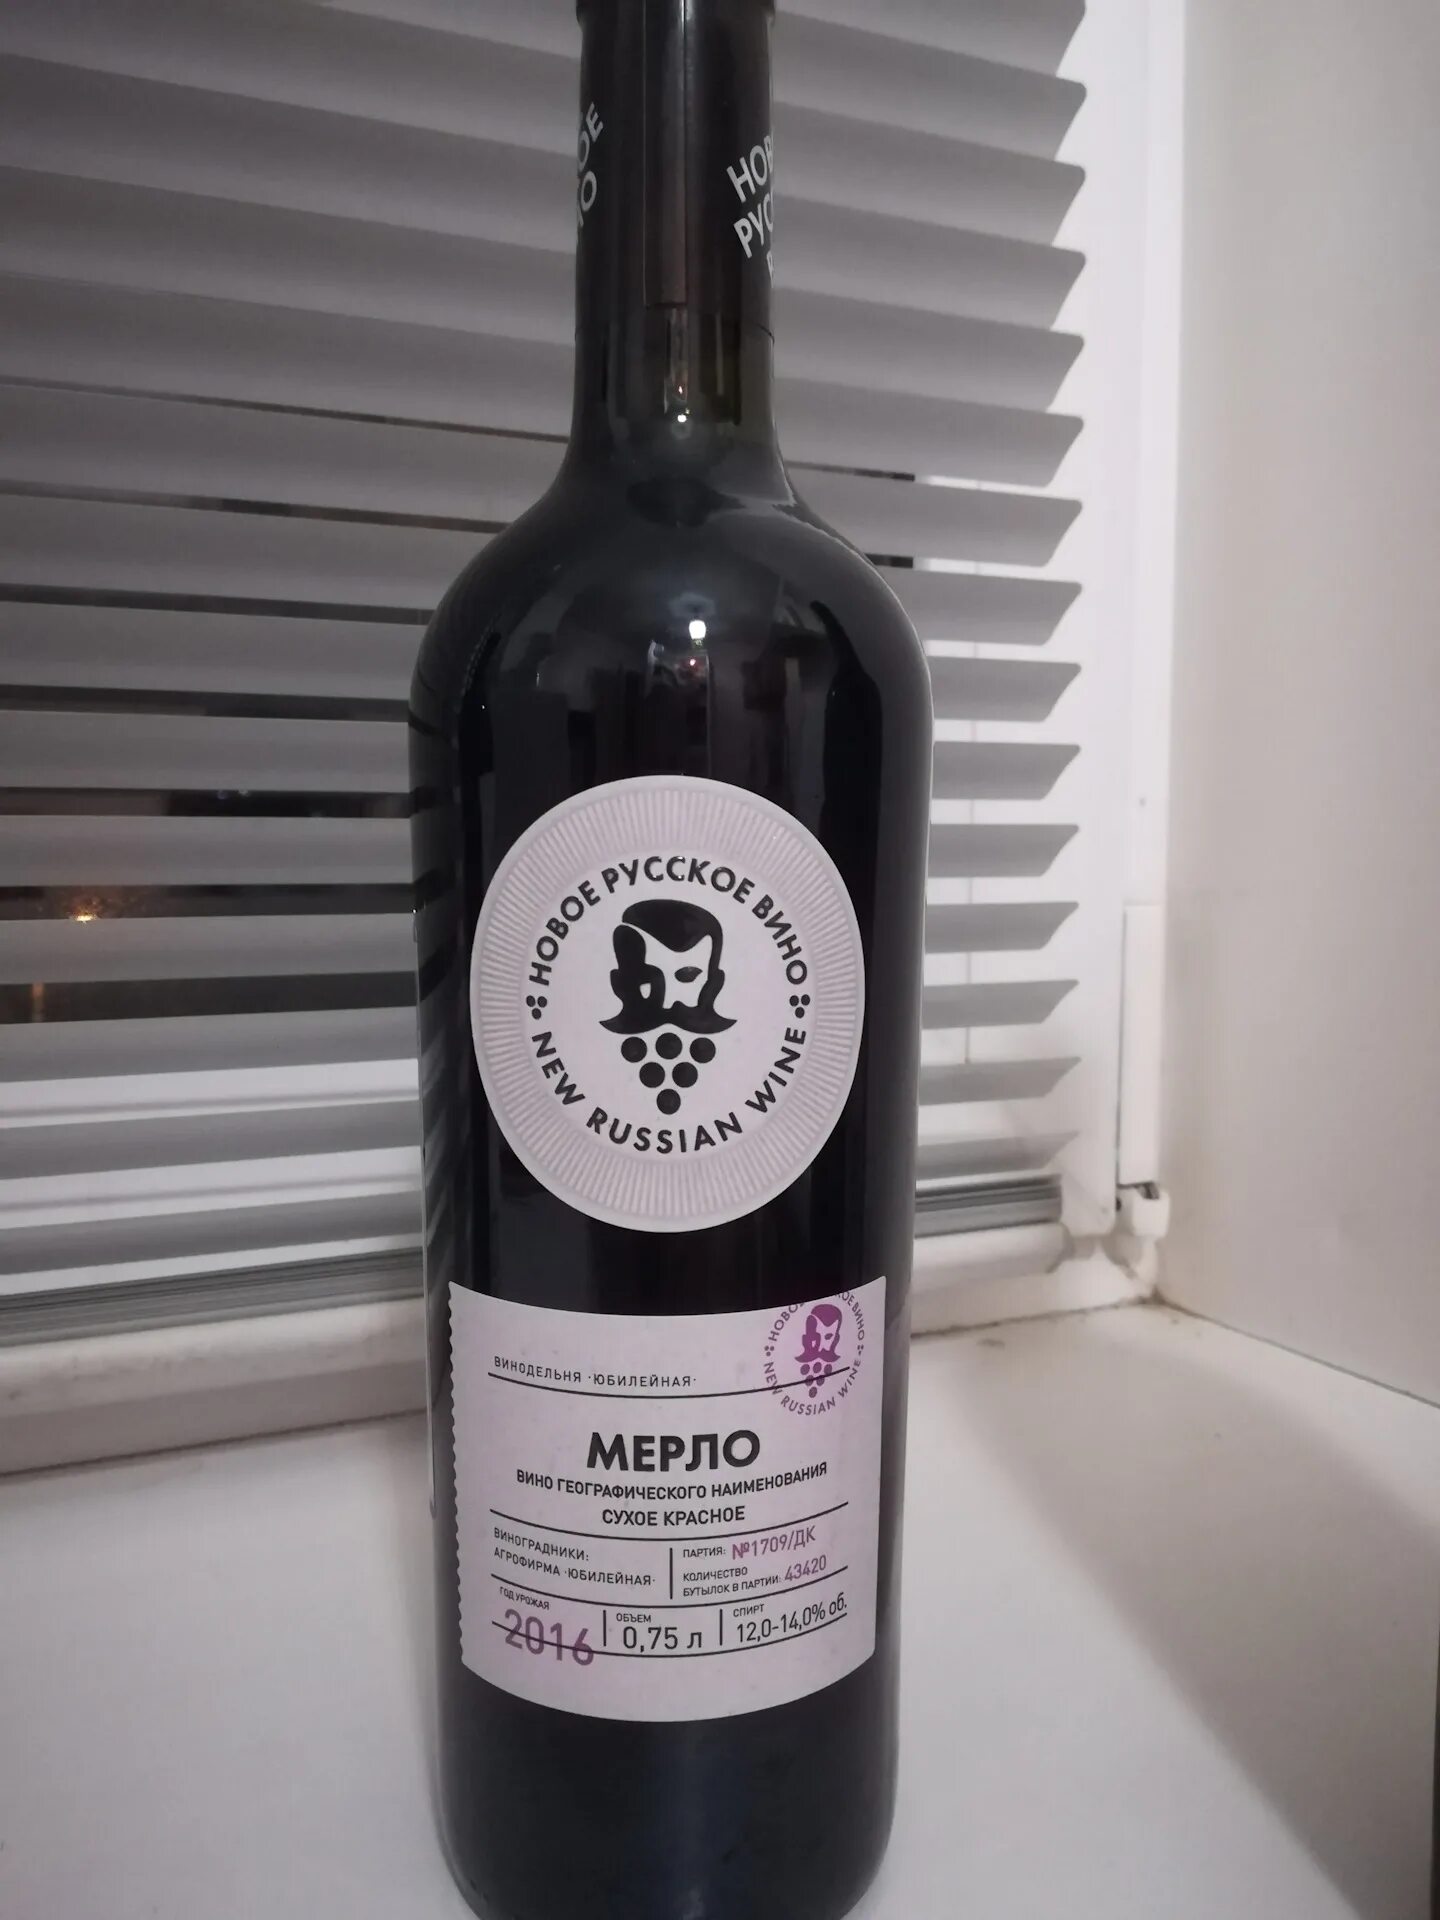 НОВОЕ РУССКОЕ ВИНО
NEW RUSSIAN WINE
НОВОЕ РУССКОЕ ВИНО
NEW RUSSIAN WINE
ВИНОДЕЛЬНЯ ·ЮБИЛЕЙНАЯ·
МЕРЛО
ВИНО ГЕОГРАФИЧЕСКОГО НАИМЕНОВАНИЯ
СУХОЕ КРАСНОЕ
ВИНОГРАДНИКИ:
АГРОФИРМА ·ЮБИЛЕЙНАЯ·
ПАРТИЯ: №1709/ДК
КОЛИЧЕСТВО
БУТЫЛОК В ПАРТИИ: 43420
ГОД УРОЖАЯ
2016
ОБЪЕМ
0,75 л
СПИРТ
12,0-14,0% об.